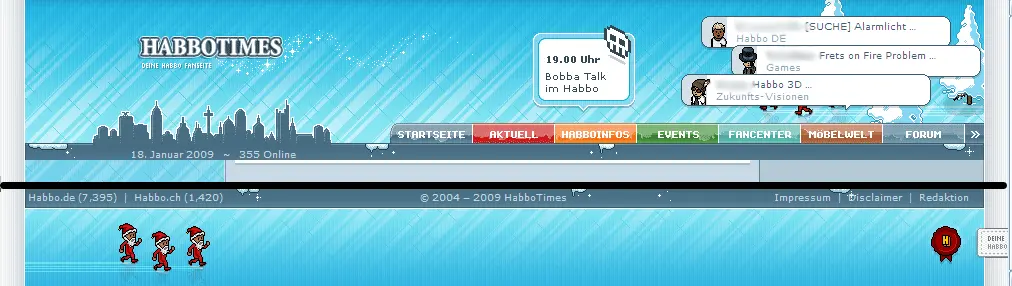 HABBOTIMES
DEINE HABBO FANSEITE
19.00 Uhr
Bobba Talk
im Habbo
[SUCHE] Alarmlicht ...
Habbo DE
Frets on Fire Problem ...
Games
Habbo 3D ...
Zukunfts-Visionen
STARTSEITE AKTUELL HABBOINFOS EVENTS FANCENTER MÖBELWELT FORUM »
18. Januar 2009 ~ 355 Online
Habbo.de (7,395) | Habbo.ch (1,420) © 2004 – 2009 HabboTimes Impressum | Disclaimer | Redaktion
H
DEINE
HABBO